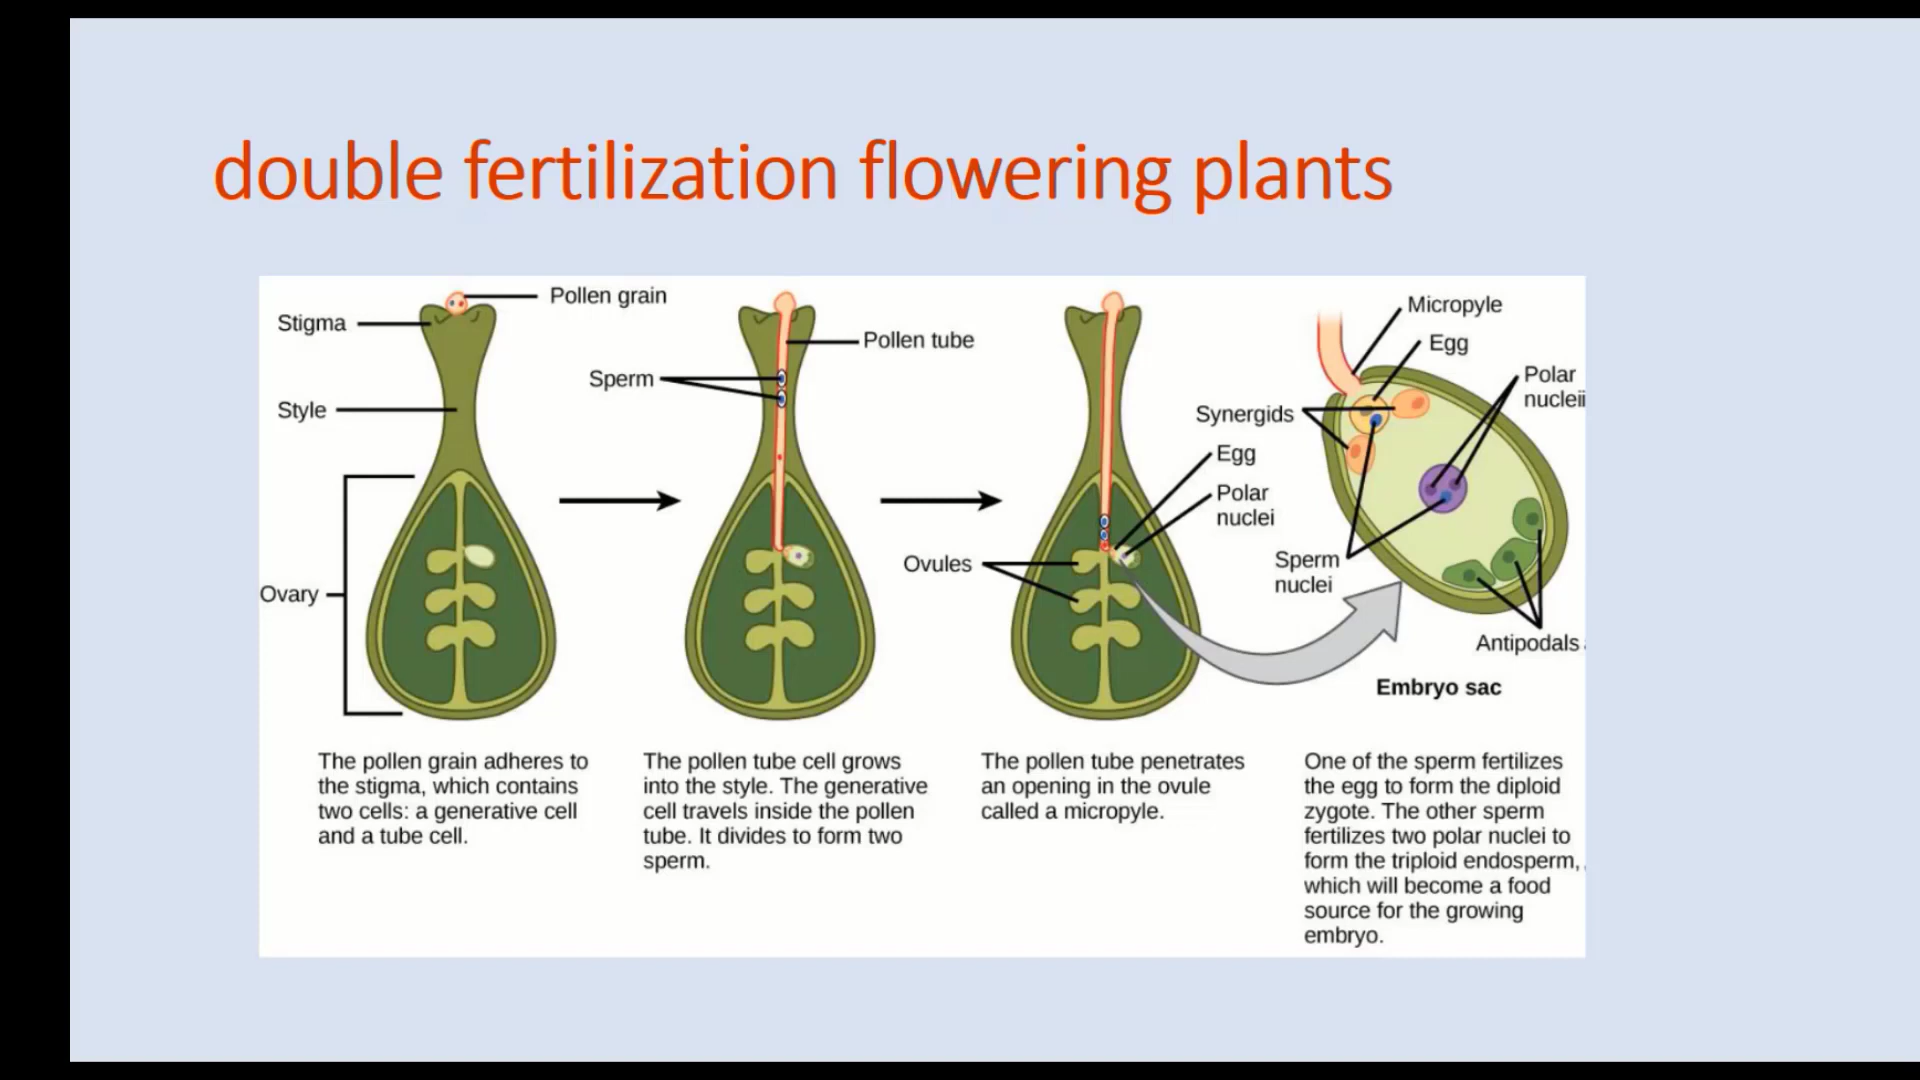 double fertilization flowering plants
Pollen grain
Stigma
Style
Ovary
Pollen tube
Sperm
Ovules
Egg
Polar
nuclei
Micropyle
Egg
Polar
nucleii
Synergids
Sperm
nuclei
Antipodals
Embryo sac
The pollen grain adheres to
the stigma, which contains
two cells: a generative cell
and a tube cell.
The pollen tube cell grows
into the style. The generative
cell travels inside the pollen
tube. It divides to form two
sperm.
The pollen tube penetrates
an opening in the ovule
called a micropyle.
One of the sperm fertilizes
the egg to form the diploid
zygote. The other sperm
fertilizes two polar nuclei to
form the triploid endosperm,
which will become a food
source for the growing
embryo.